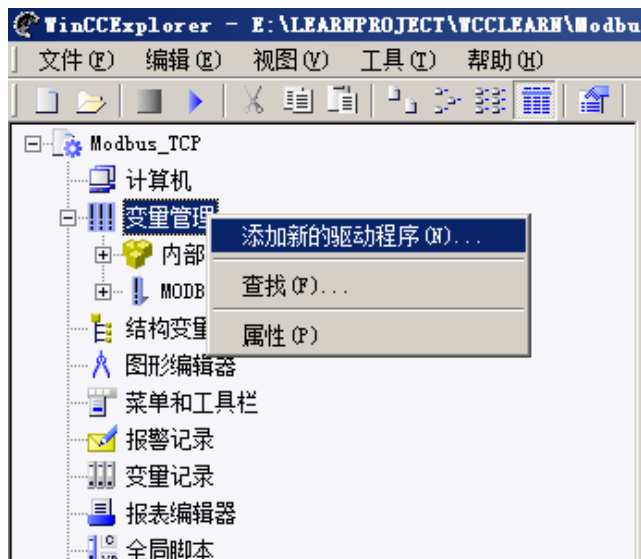 WinCCExplorer - E:\LEARNPROJECT\WCCLEARN\Modbu
文件(F) 编辑(E) 视图(V) 工具(T) 帮助(H)
Modbus_TCP
计算机
变量管理
添加新的驱动程序(N)...
内部
查找(F)...
MODB
结构变量
属性(P)
图形编辑器
菜单和工具栏
报警记录
变量记录
报表编辑器
全局脚本